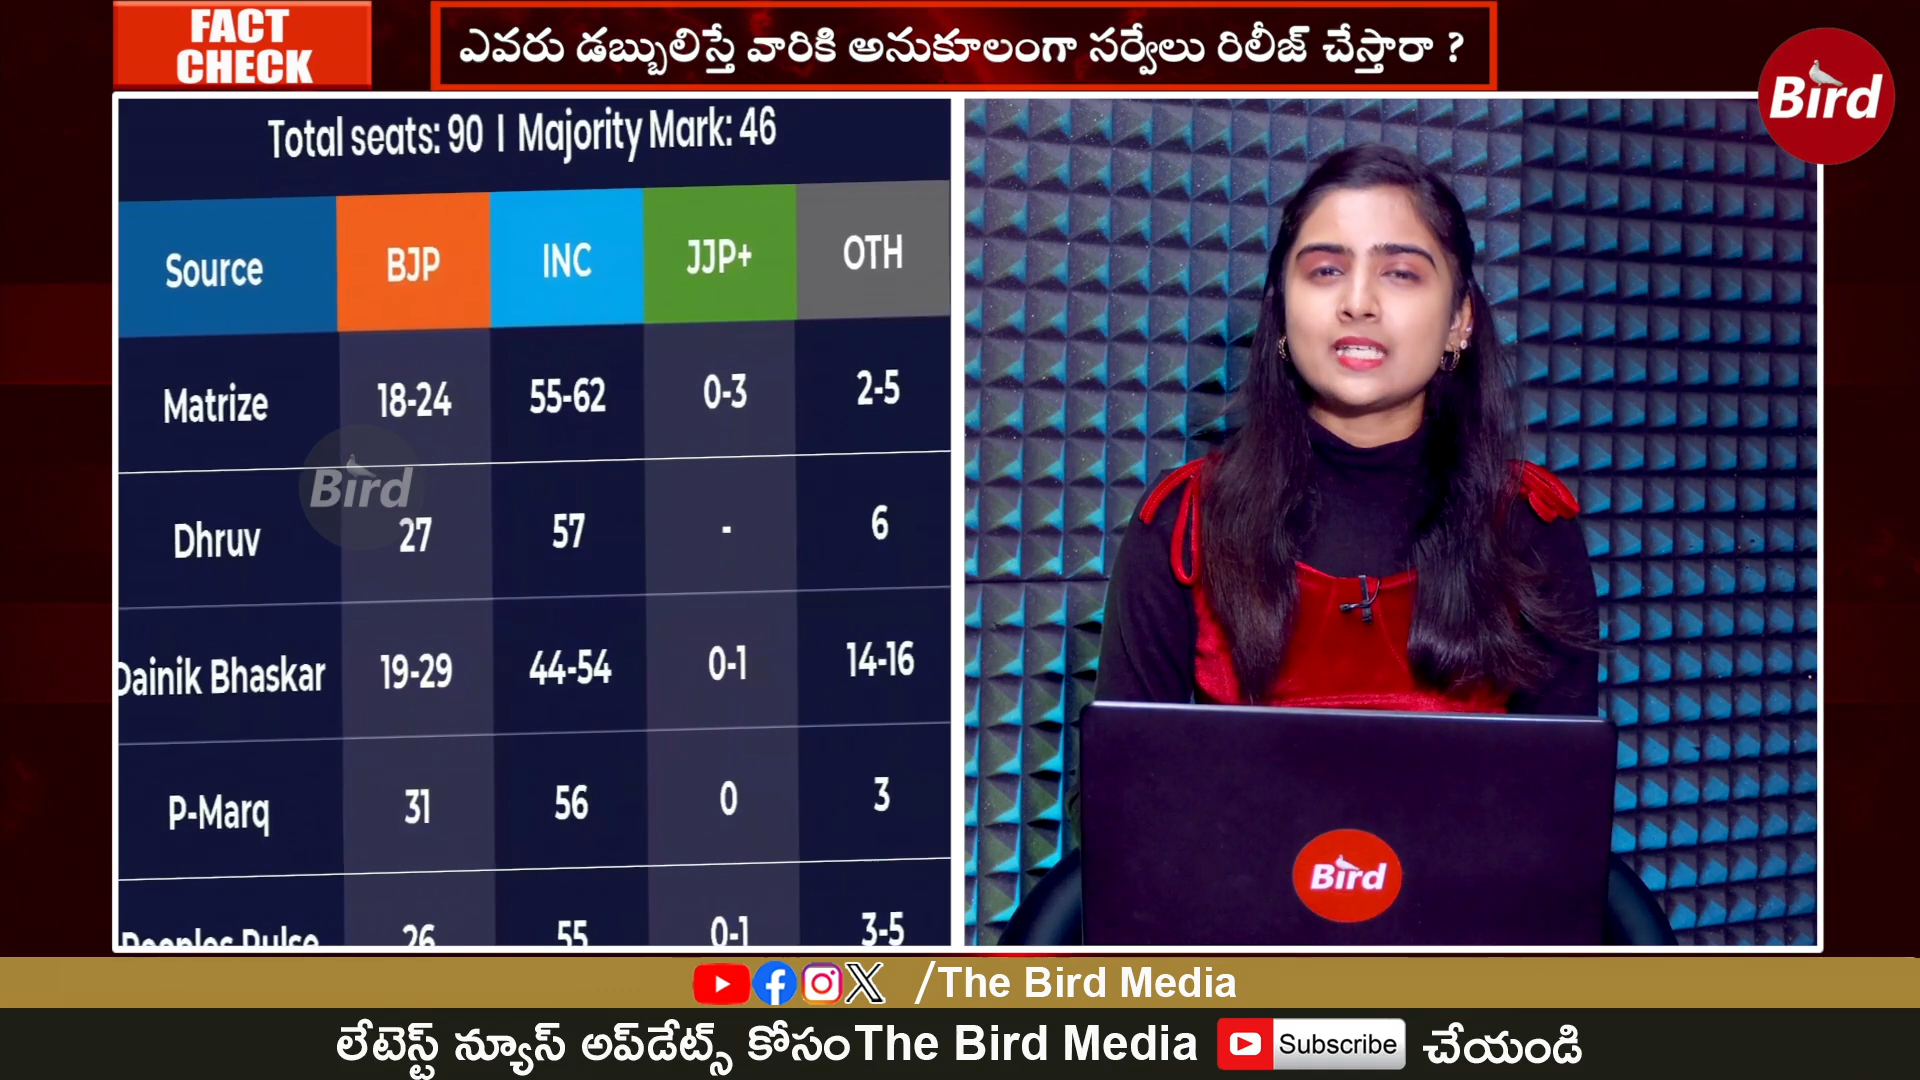 FACT
CHECK
ఎవరు డబ్బులిస్తే వారికి అనుకూలంగా సర్వేలు రిలీజ్ చేస్తారా ?
Bird
Total seats: 90 I Majority Mark: 46
Source BJP INC JJP+ OTH
Matrize 18-24 55-62 0-3 2-5
Bird
Dhruv 27 57 - 6
Dainik Bhaskar 19-29 44-54 0-1 14-16
P-Marq 31 56 0 3
Peoples Pulse 26 55 0-1 3-5
Bird
/The Bird Media
లేటెస్ట్ న్యూస్ అప్‌డేట్స్ కోసం The Bird Media Subscribe చేయండి